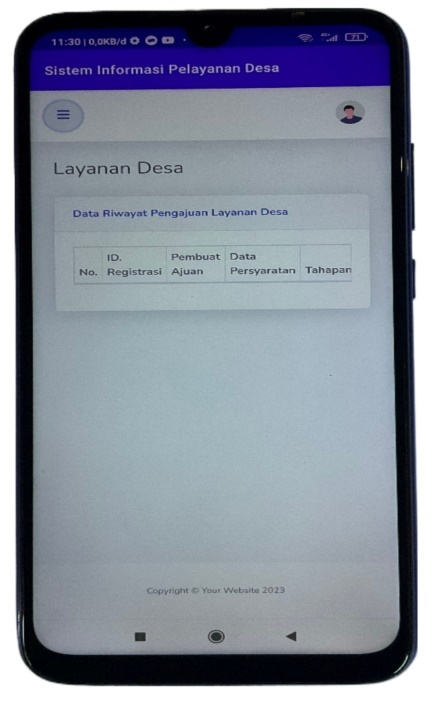 11:30 | 0,0KB/d
71
Sistem Informasi Pelayanan Desa
Layanan Desa
Data Riwayat Pengajuan Layanan Desa
No. ID. Registrasi Pembuat Ajuan Data Persyaratan Tahapan
Copyright © Your Website 2023